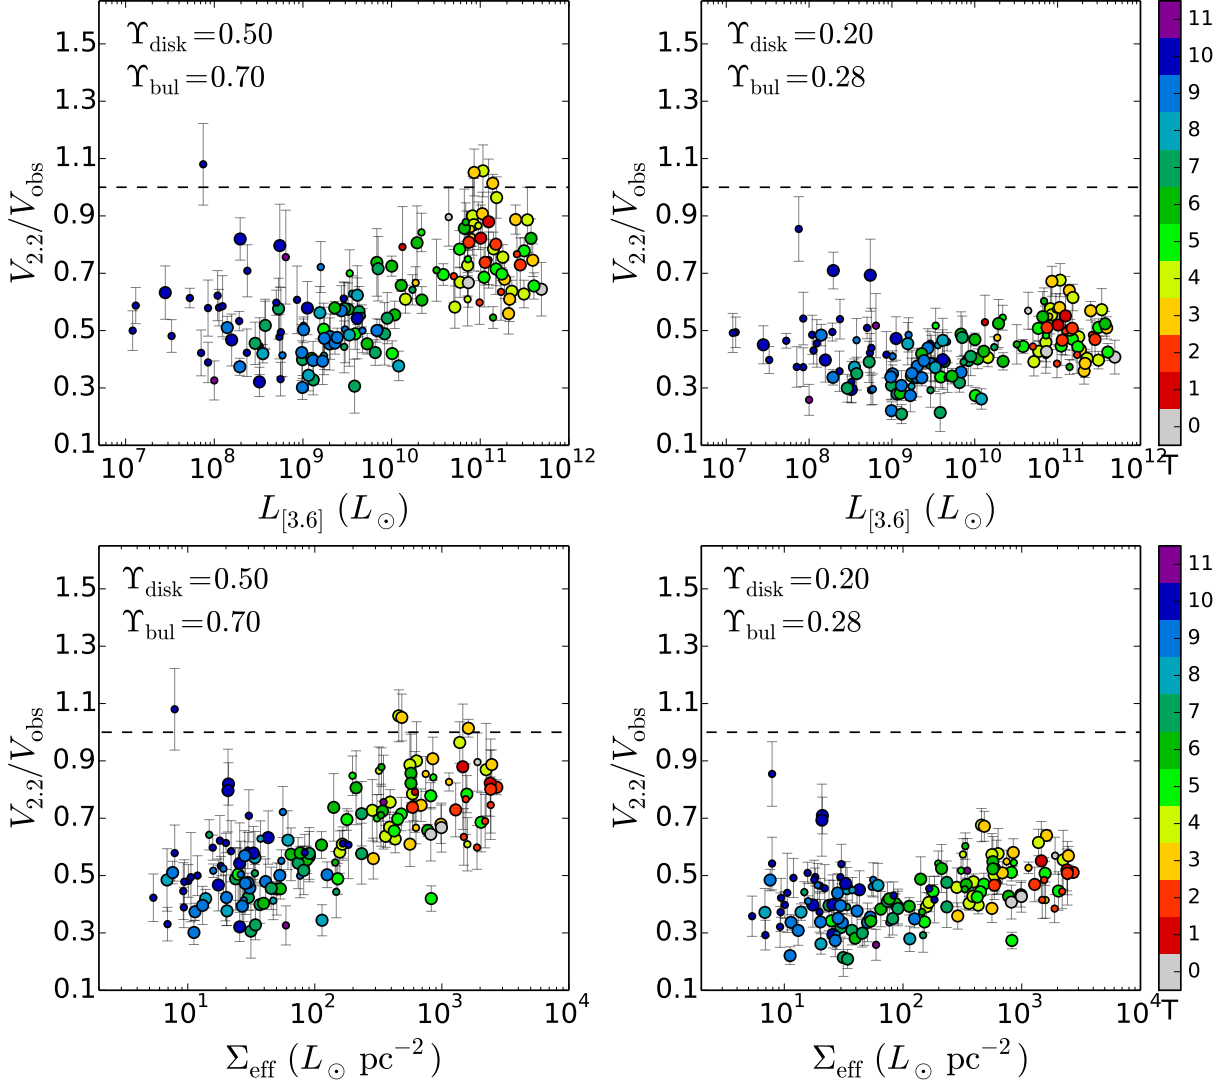 Υdisk=0.50
Υbul=0.70
V2.2/Vobs
1.5
1.3
1.1
0.9
0.7
0.5
0.3
0.1
10^7 10^8 10^9 10^10 10^11 10^12
L[3.6] (L⊙)
Υdisk=0.20
Υbul=0.28
V2.2/Vobs
1.5
1.3
1.1
0.9
0.7
0.5
0.3
0.1
10^7 10^8 10^9 10^10 10^11 10^12
L[3.6] (L⊙)
11
10
9
8
7
6
5
4
3
2
1
0
T
Υdisk=0.50
Υbul=0.70
V2.2/Vobs
1.5
1.3
1.1
0.9
0.7
0.5
0.3
0.1
10^1 10^2 10^3 10^4
Σeff (L⊙ pc^−2)
Υdisk=0.20
Υbul=0.28
V2.2/Vobs
1.5
1.3
1.1
0.9
0.7
0.5
0.3
0.1
10^1 10^2 10^3 10^4
Σeff (L⊙ pc^−2)
11
10
9
8
7
6
5
4
3
2
1
0
T